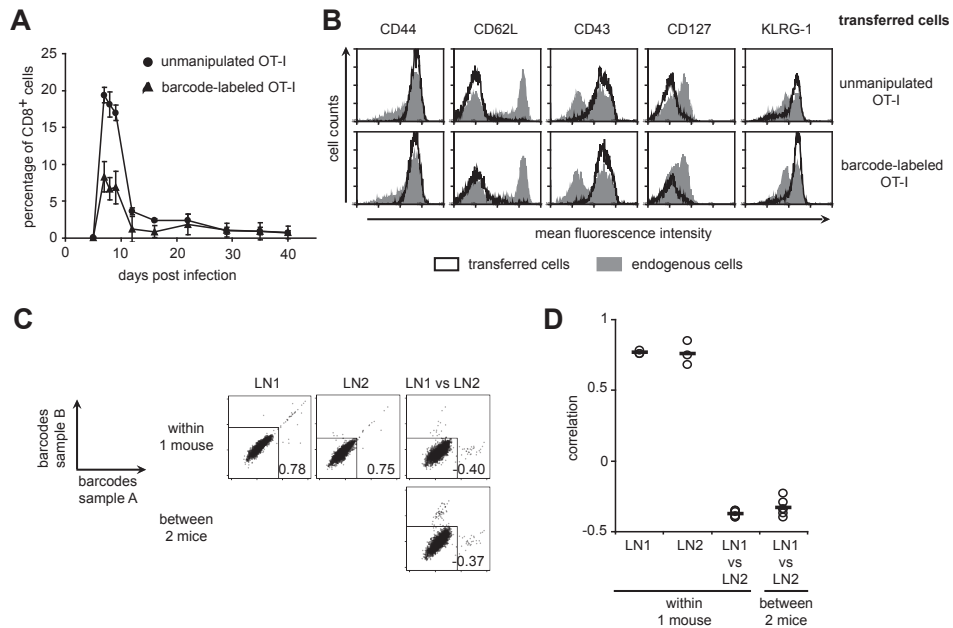 A
25
20
15
10
5
0
0 10 20 30 40
percentage of CD8+ cells
days post infection
unmanipulated OT-I
barcode-labeled OT-I
B
CD44 CD62L CD43 CD127 KLRG-1
transferred cells
unmanipulated
OT-I
barcode-labeled
OT-I
cell counts
mean fluorescence intensity
transferred cells endogenous cells
C
LN1 LN2 LN1 vs LN2
barcodes
sample B
barcodes
sample A
within
1 mouse
0.78 0.75 -0.40
between
2 mice
-0.37
D
1
0.5
0
-0.5
correlation
LN1 LN2 LN1 LN1
vs vs
LN2 LN2
within between
1 mouse 2 mice